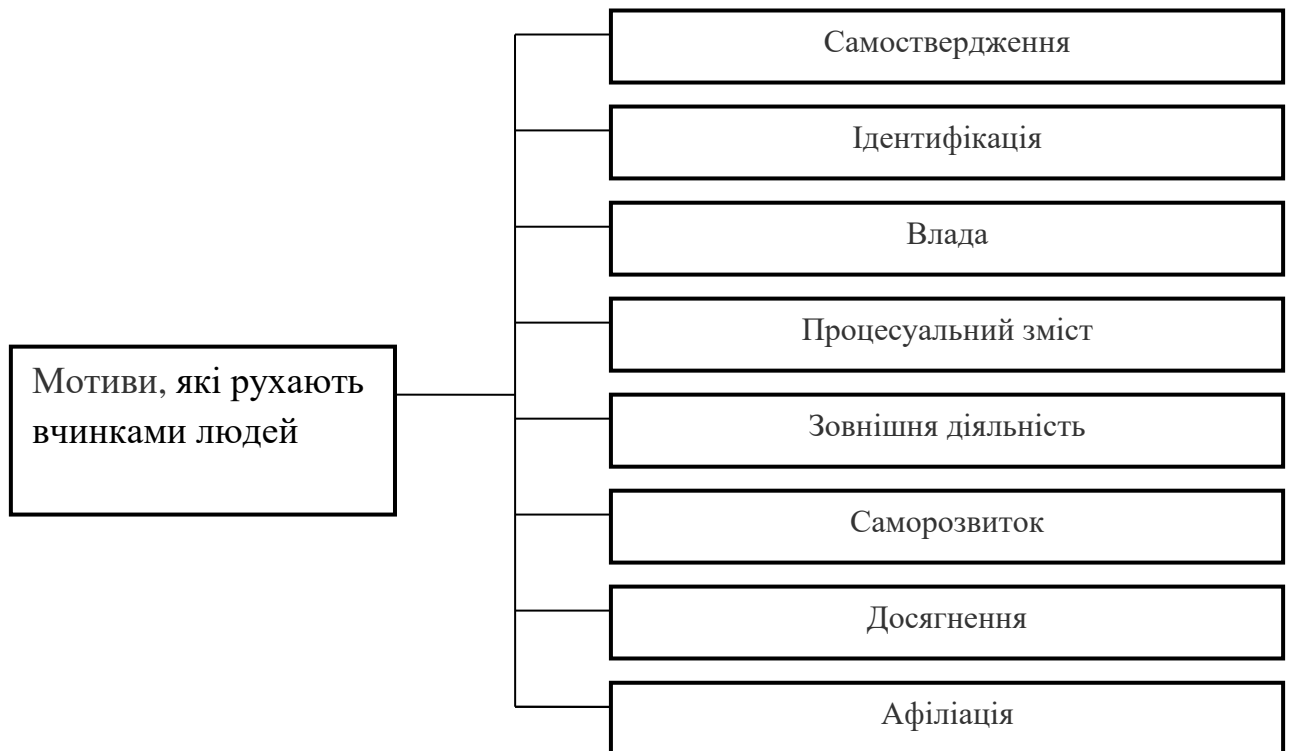 Самоствердження
Ідентифікація
Влада
Процесуальний зміст
Мотиви, які рухають
вчинками людей
Зовнішня діяльність
Саморозвиток
Досягнення
Афіліація